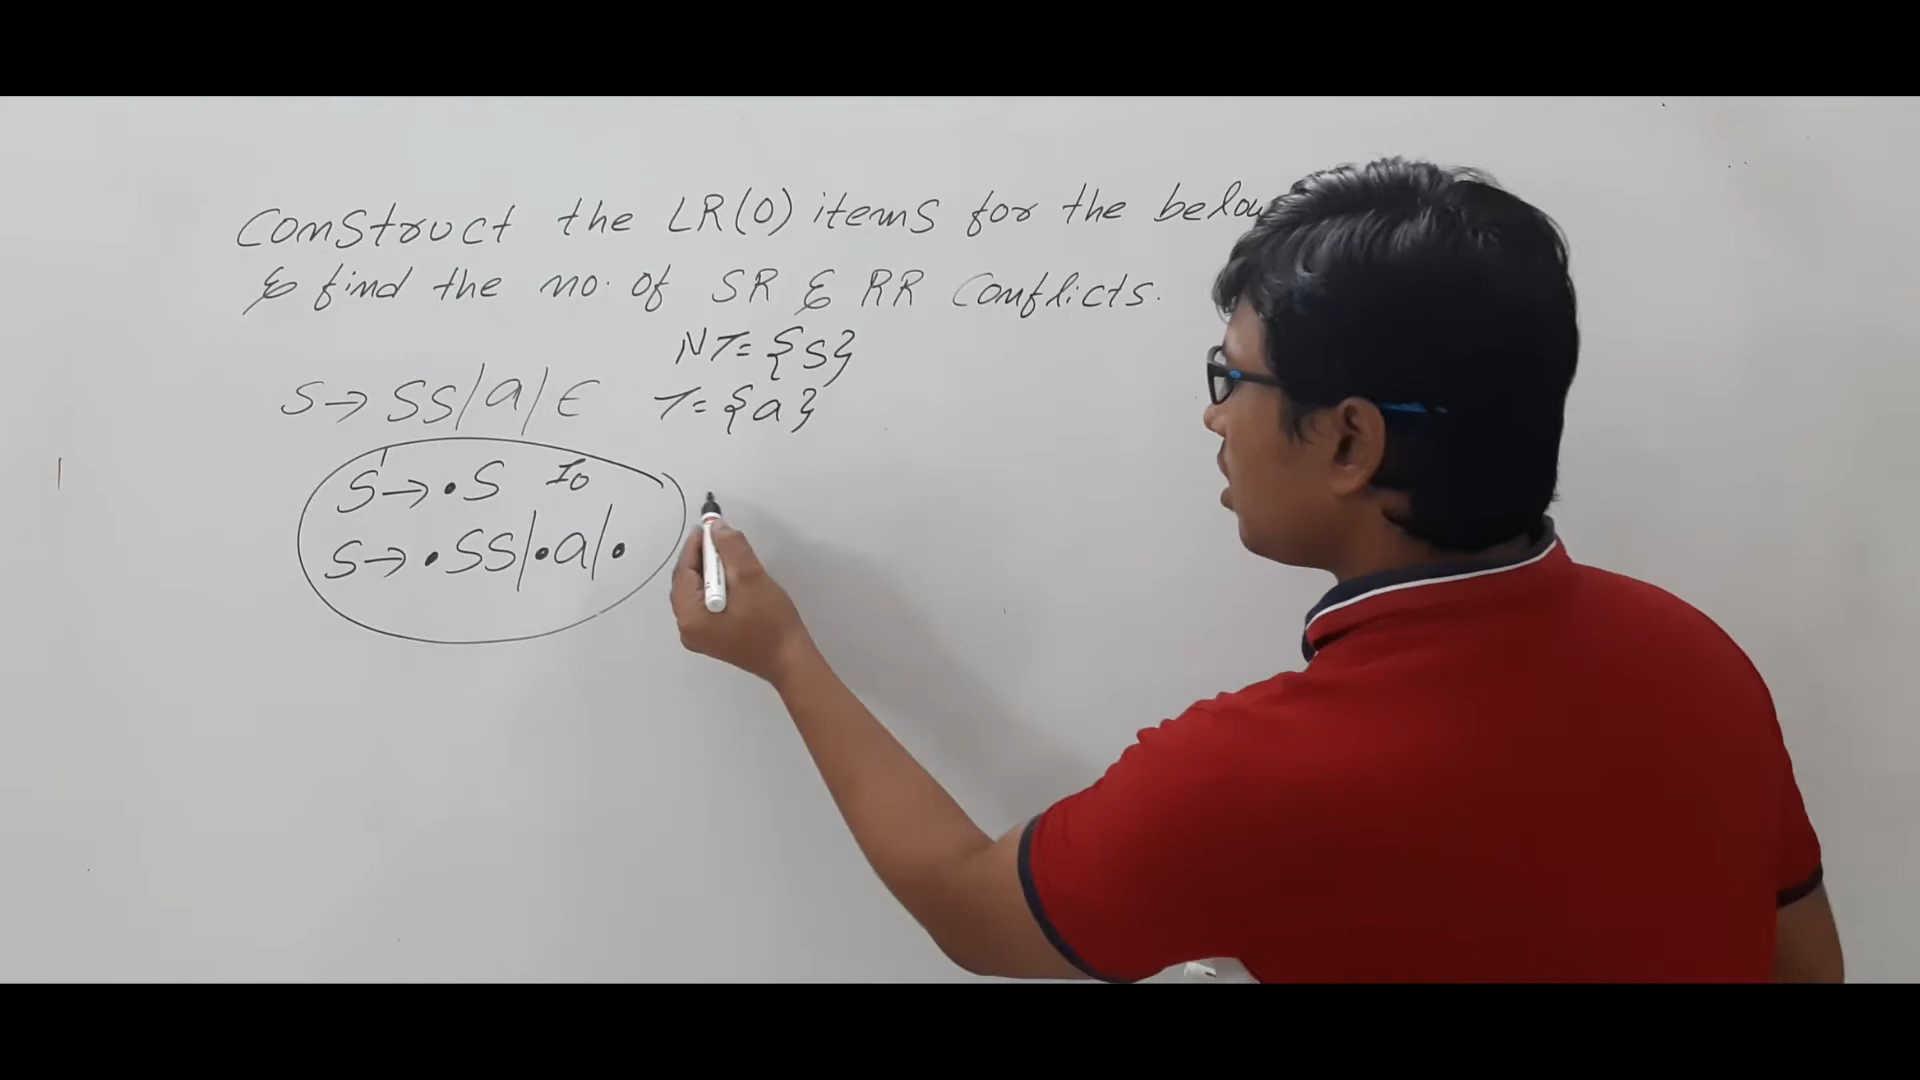 Construct the LR(0) items for the below
& find the no. of SR & RR Conflicts.
NT= {S}
S→ SS/a/ε T= {a}
S'→ •S I₀
S→ •SS/•a/•